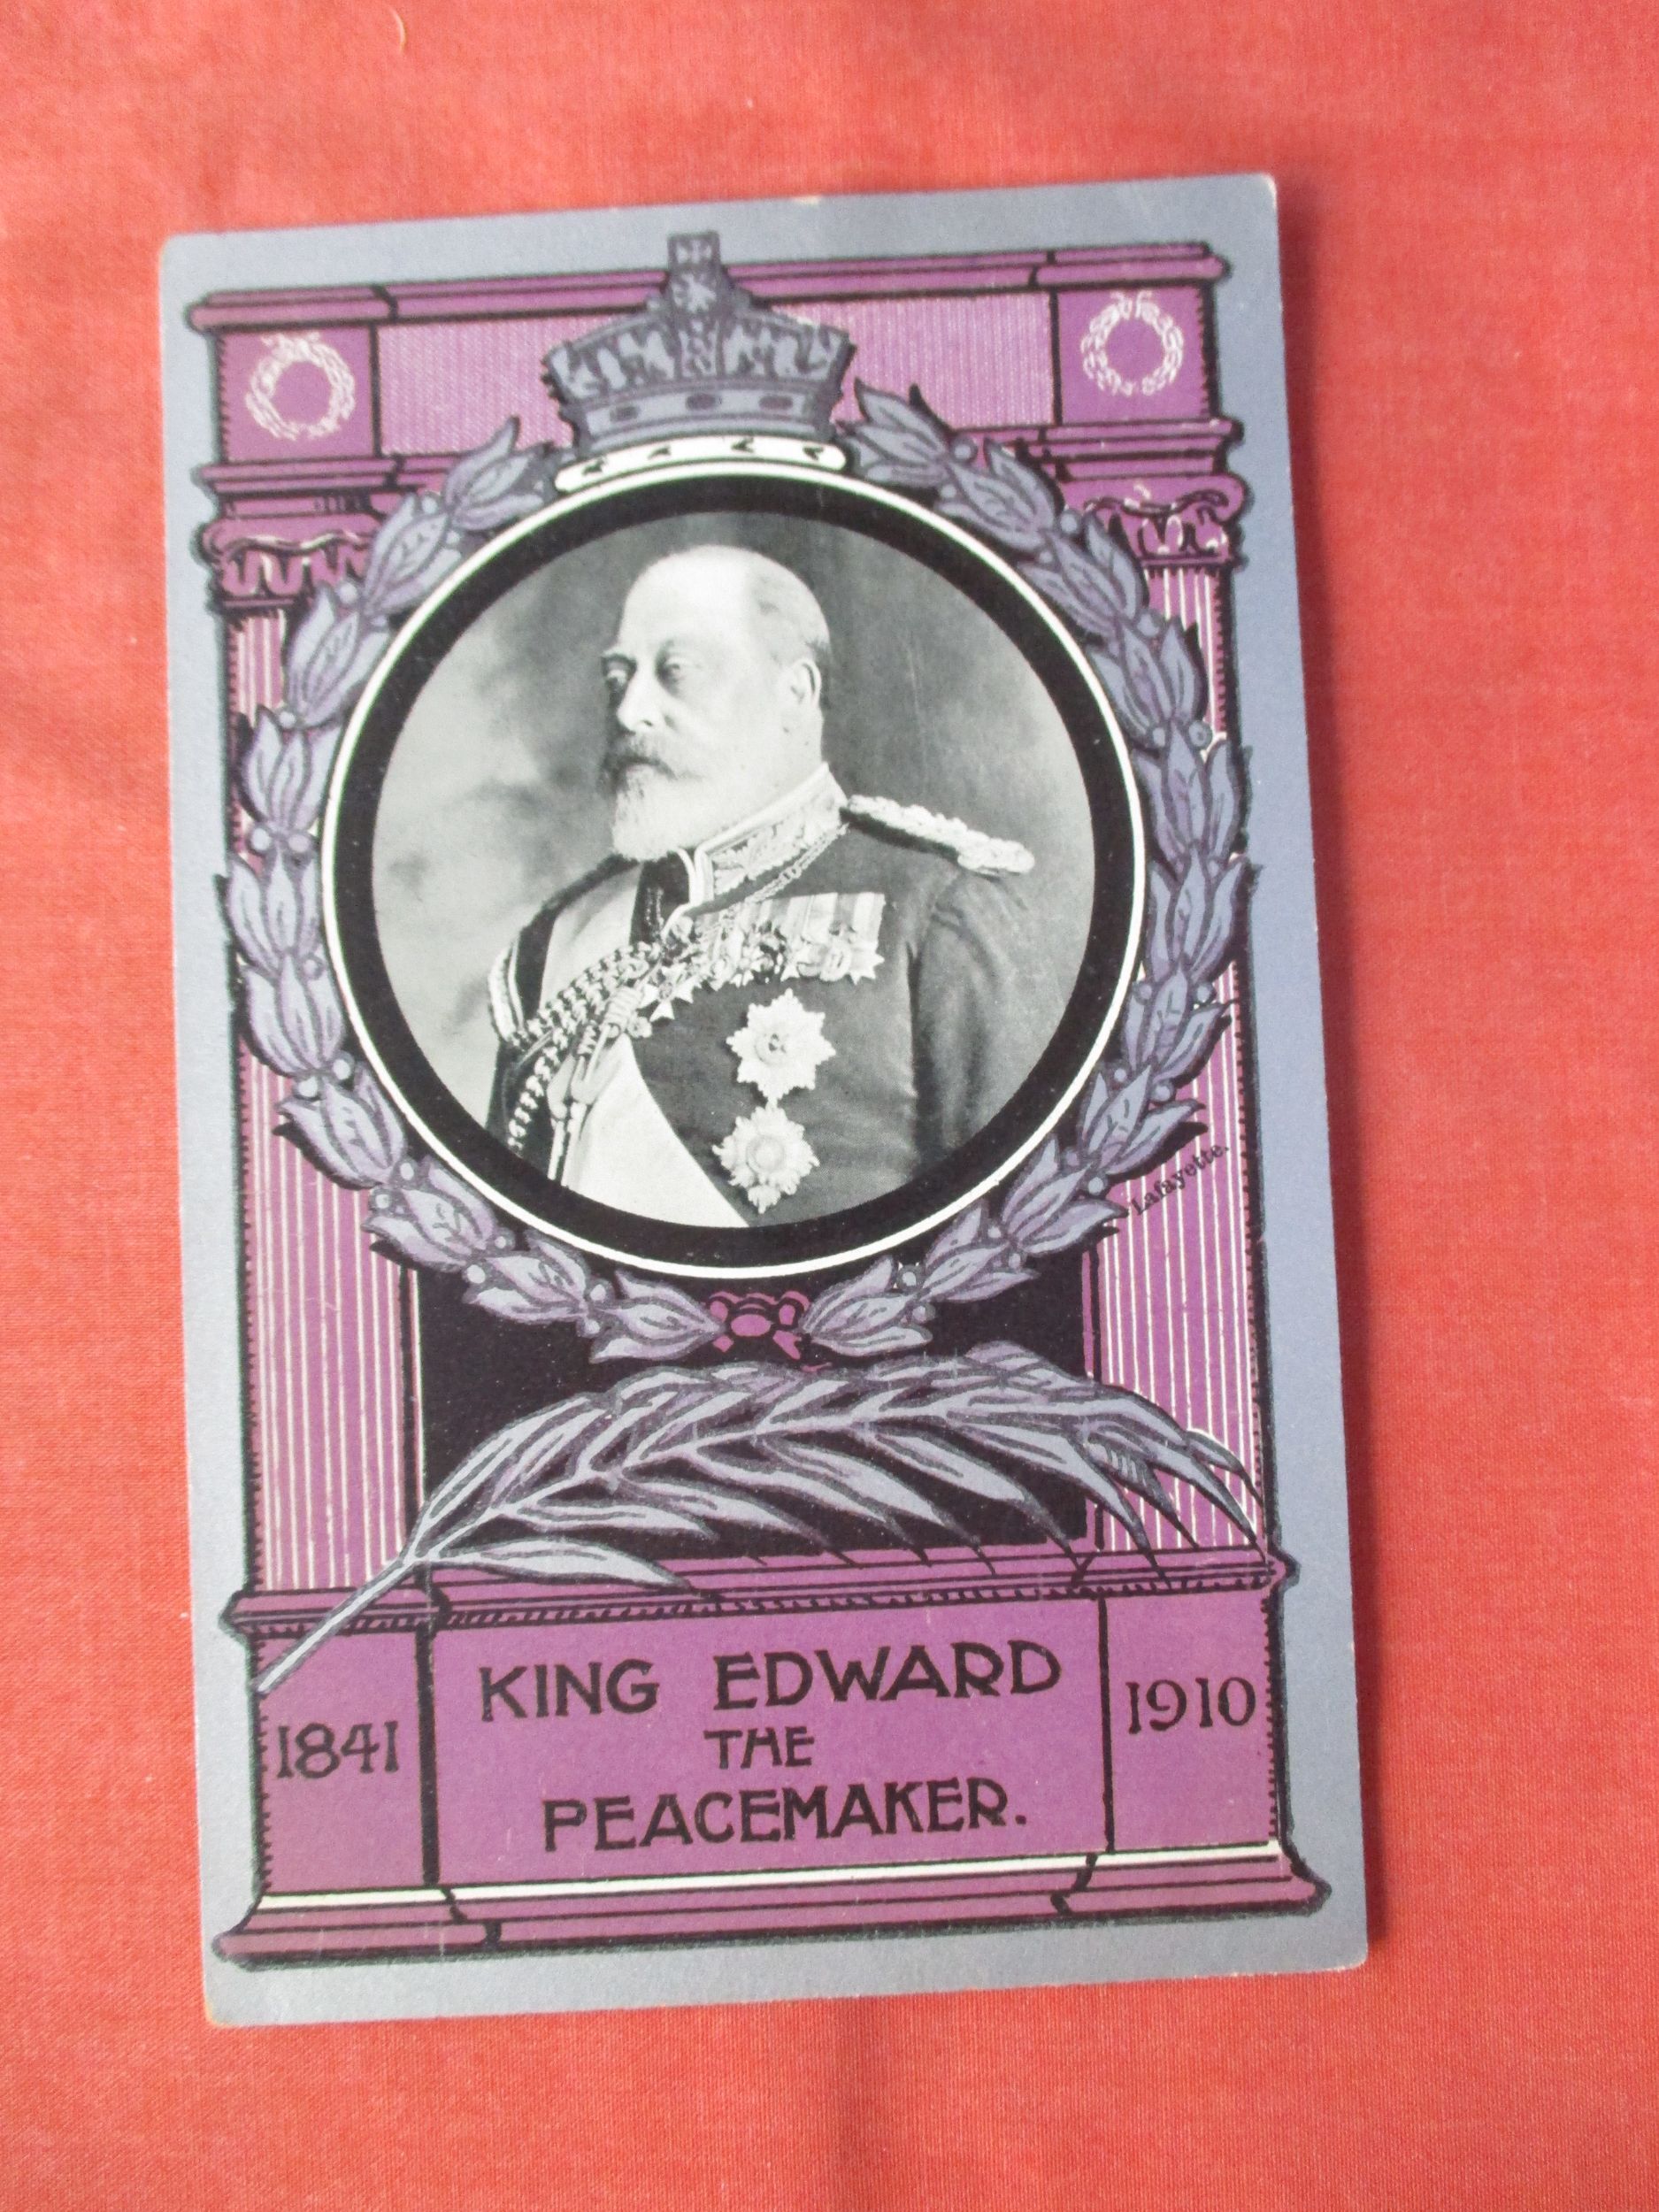 Lafayette.
KING EDWARD
THE
PEACEMAKER.
1841
1910